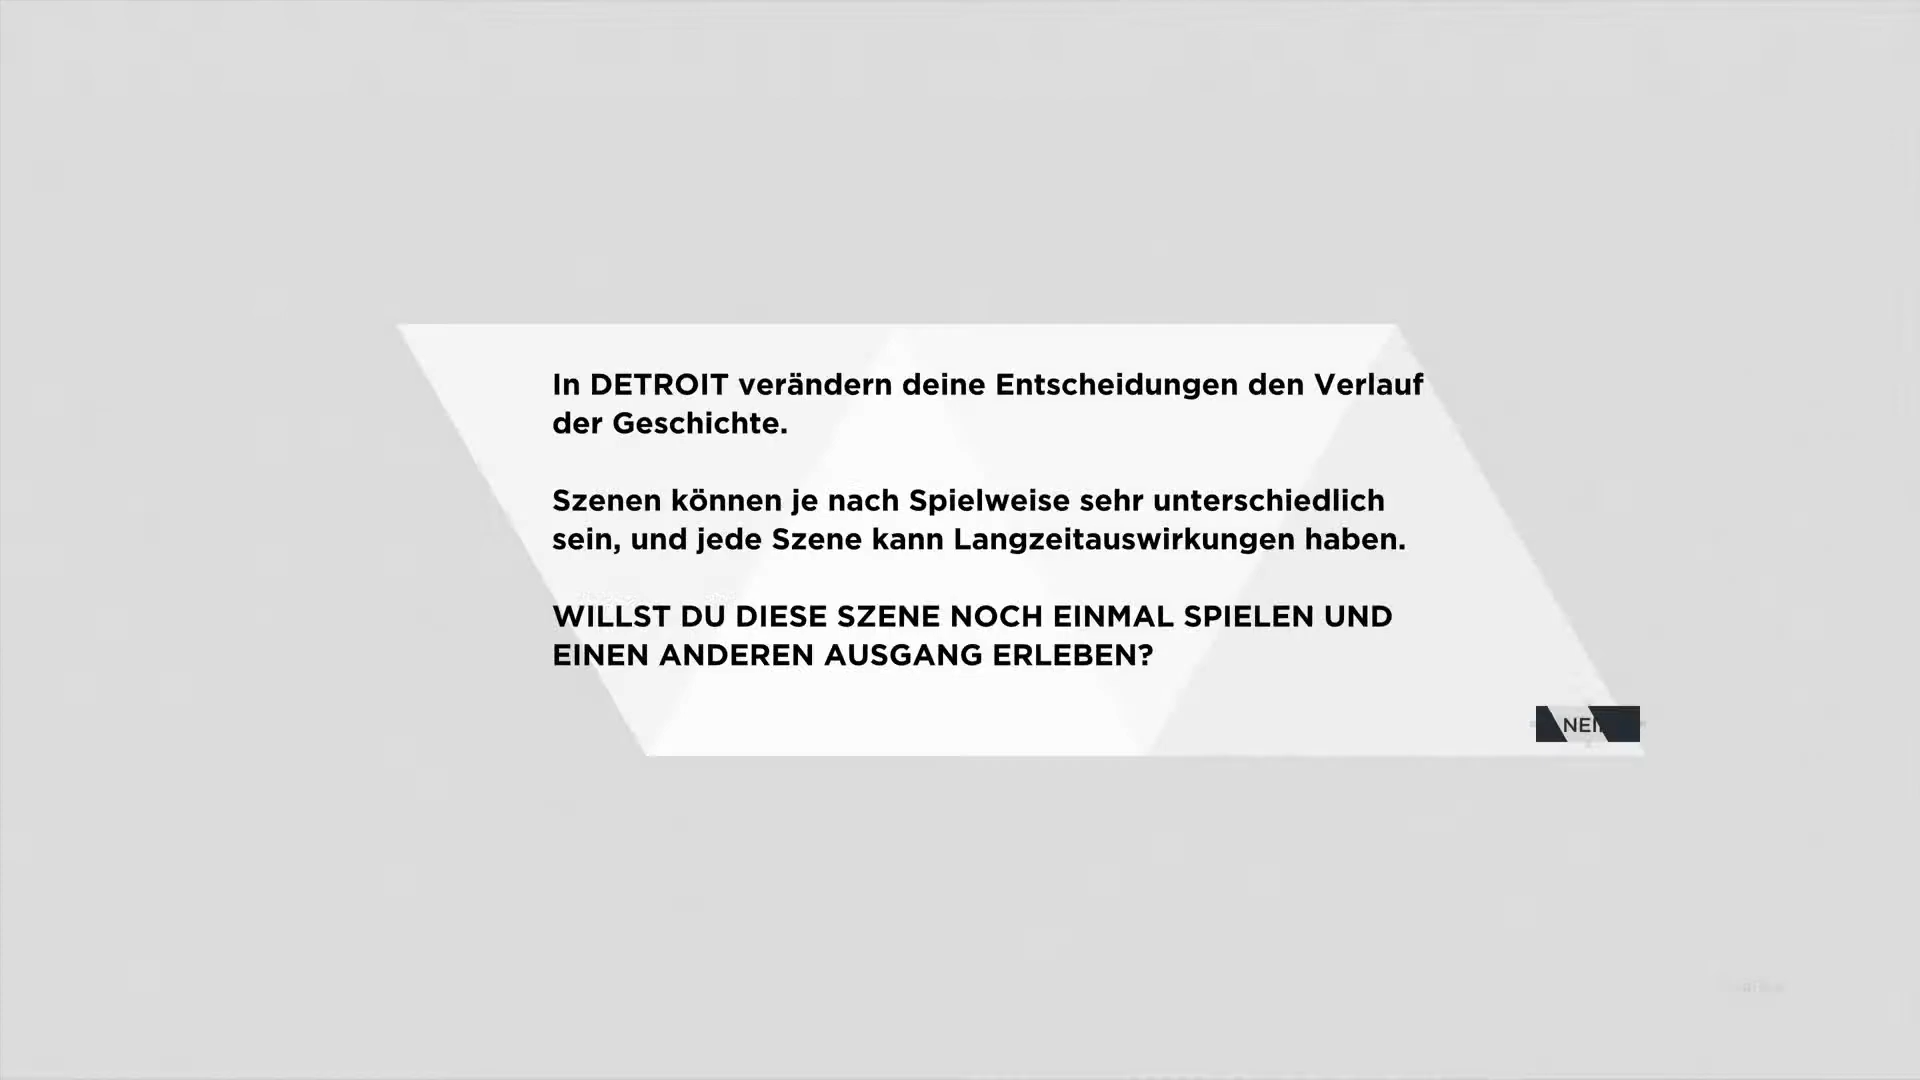 In DETROIT verändern deine Entscheidungen den Verlauf
der Geschichte.
Szenen können je nach Spielweise sehr unterschiedlich
sein, und jede Szene kann Langzeitauswirkungen haben.
WILLST DU DIESE SZENE NOCH EINMAL SPIELEN UND
EINEN ANDEREN AUSGANG ERLEBEN?